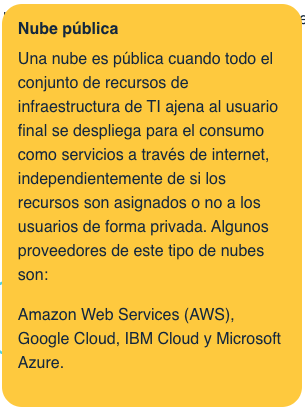 Nube pública
Una nube es pública cuando todo el
conjunto de recursos de
infraestructura de TI ajena al usuario
final se despliega para el consumo
como servicios a través de internet,
independientemente de si los
recursos son asignados o no a los
usuarios de forma privada. Algunos
proveedores de este tipo de nubes
son:
Amazon Web Services (AWS),
Google Cloud, IBM Cloud y Microsoft
Azure.